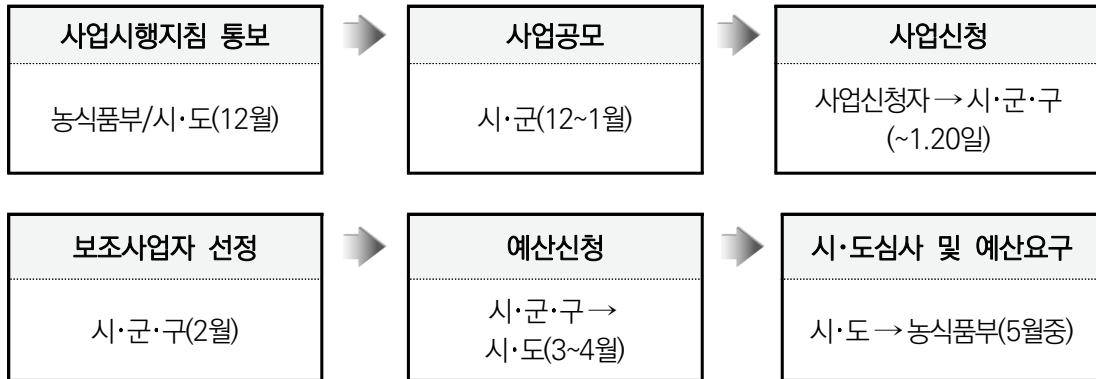 사업시행지침 통보
농식품부/시·도(12월)
사업공모
시·군(12~1월)
사업신청
사업신청자 → 시·군·구
(~1.20일)
보조사업자 선정
시·군·구(2월)
예산신청
시·군·구 →
시·도(3~4월)
시·도심사 및 예산요구
시·도 → 농식품부(5월중)